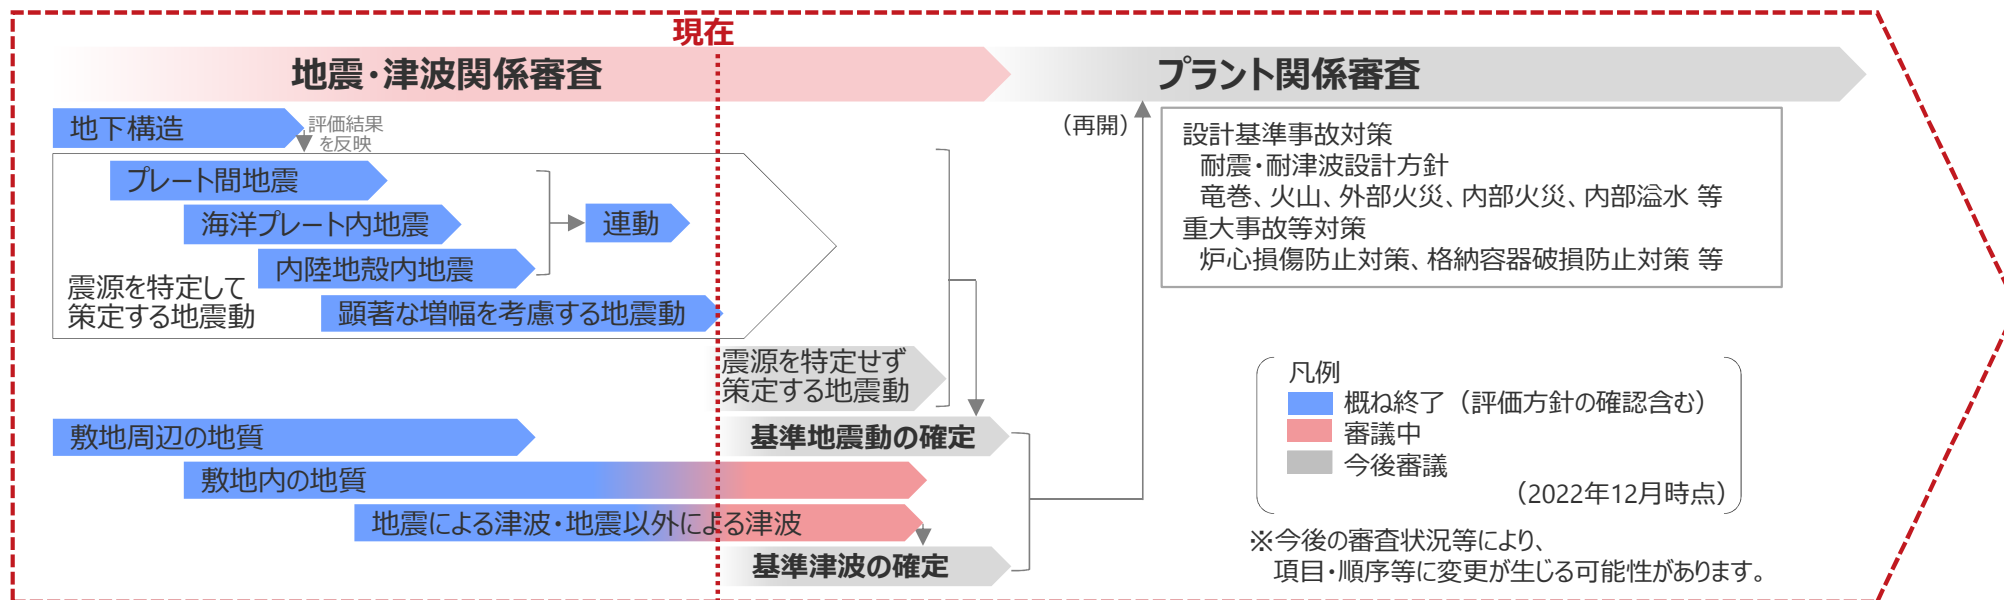 現在
地震・津波関係審査
プラント関係審査
地下構造
評価結果
を反映
(再開)
プレート間地震
海洋プレート内地震
内陸地殻内地震
連動
震源を特定して
策定する地震動
顕著な増幅を考慮する地震動
設計基準事故対策
耐震・耐津波設計方針
竜巻、火山、外部火災、内部火災、内部溢水 等
重大事故等対策
炉心損傷防止対策、格納容器破損防止対策 等
震源を特定せず
策定する地震動
敷地周辺の地質
基準地震動の確定
敷地内の地質
地震による津波・地震以外による津波
基準津波の確定
凡例
概ね終了（評価方針の確認含む）
審議中
今後審議
（2022年12月時点）
※今後の審査状況等により、
項目・順序等に変更が生じる可能性があります。